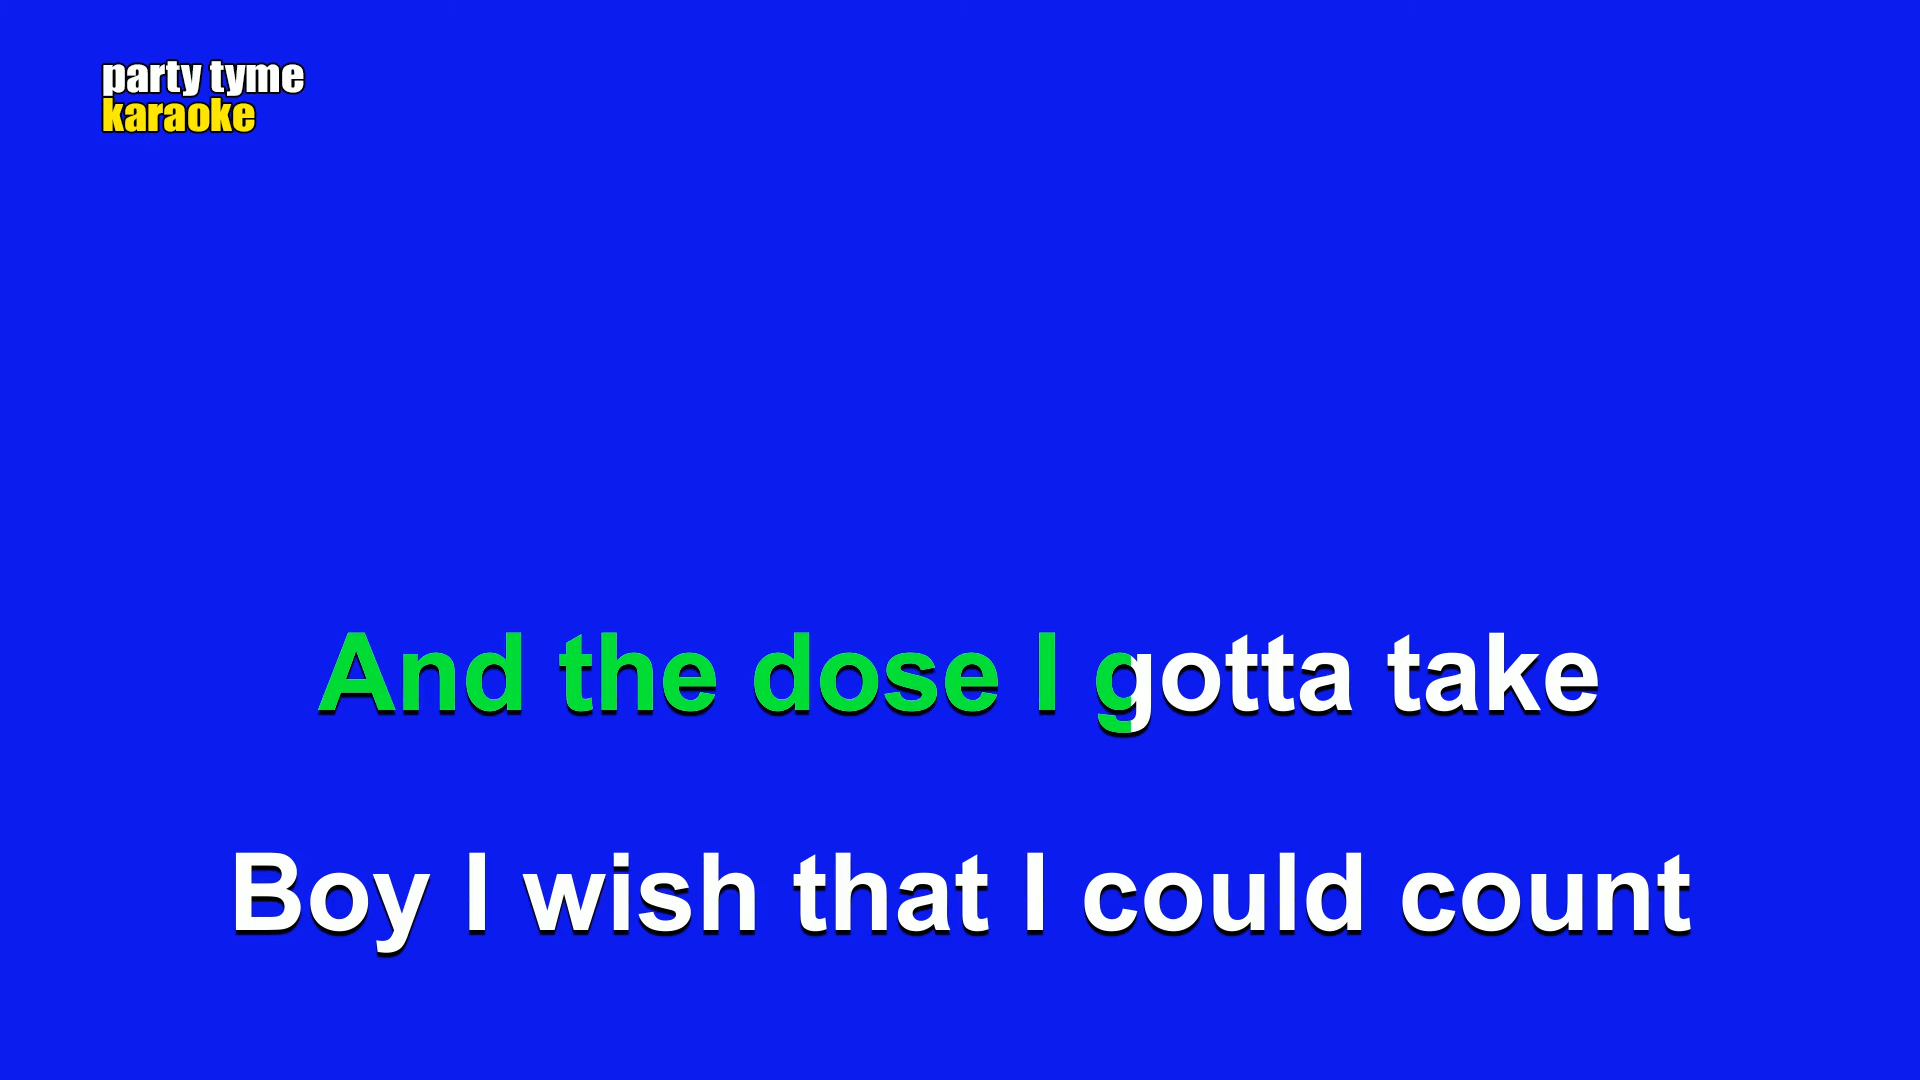 party tyme
karaoke
And the dose I gotta take
Boy I wish that I could count